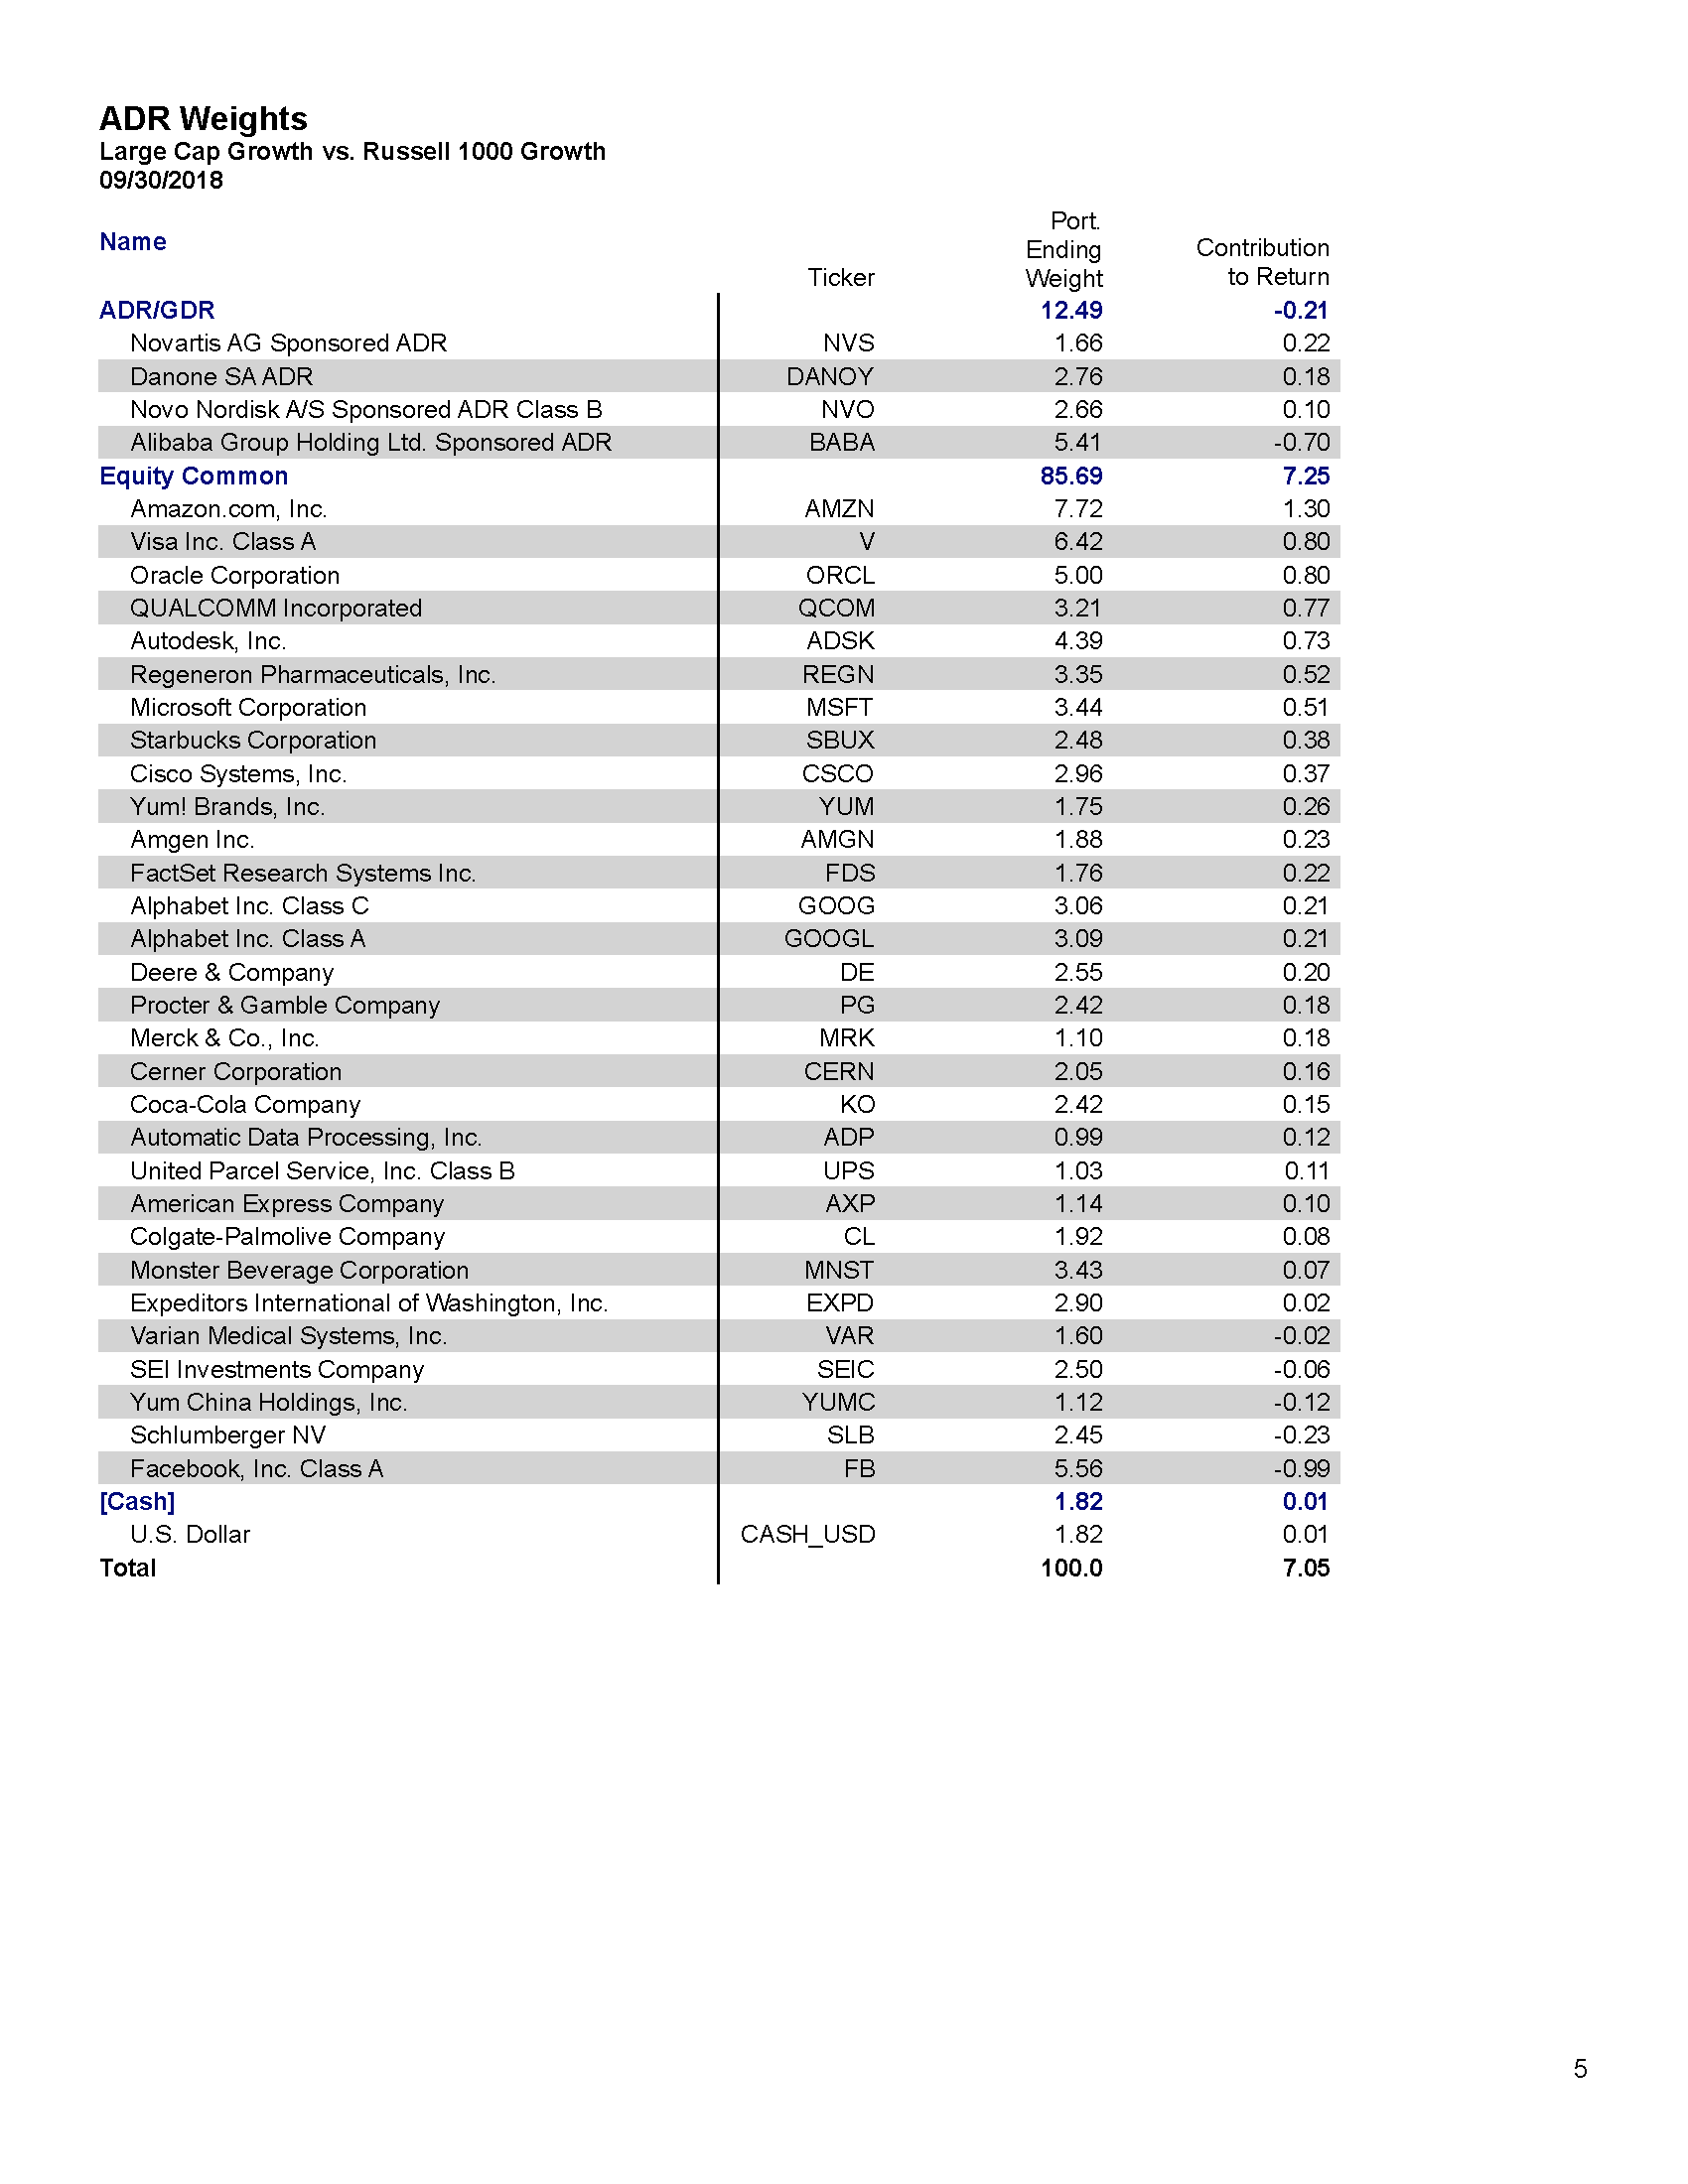 ADR Weights
Large Cap Growth vs. Russell 1000 Growth
09/30/2018
Name Ticker Port. Ending Weight Contribution to Return
ADR/GDR 12.49 -0.21
Novartis AG Sponsored ADR NVS 1.66 0.22
Danone SA ADR DANOY 2.76 0.18
Novo Nordisk A/S Sponsored ADR Class B NVO 2.66 0.10
Alibaba Group Holding Ltd. Sponsored ADR BABA 5.41 -0.70
Equity Common 85.69 7.25
Amazon.com, Inc. AMZN 7.72 1.30
Visa Inc. Class A V 6.42 0.80
Oracle Corporation ORCL 5.00 0.80
QUALCOMM Incorporated QCOM 3.21 0.77
Autodesk, Inc. ADSK 4.39 0.73
Regeneron Pharmaceuticals, Inc. REGN 3.35 0.52
Microsoft Corporation MSFT 3.44 0.51
Starbucks Corporation SBUX 2.48 0.38
Cisco Systems, Inc. CSCO 2.96 0.37
Yum! Brands, Inc. YUM 1.75 0.26
Amgen Inc. AMGN 1.88 0.23
FactSet Research Systems Inc. FDS 1.76 0.22
Alphabet Inc. Class C GOOG 3.06 0.21
Alphabet Inc. Class A GOOGL 3.09 0.21
Deere & Company DE 2.55 0.20
Procter & Gamble Company PG 2.42 0.18
Merck & Co., Inc. MRK 1.10 0.18
Cerner Corporation CERN 2.05 0.16
Coca-Cola Company KO 2.42 0.15
Automatic Data Processing, Inc. ADP 0.99 0.12
United Parcel Service, Inc. Class B UPS 1.03 0.11
American Express Company AXP 1.14 0.10
Colgate-Palmolive Company CL 1.92 0.08
Monster Beverage Corporation MNST 3.43 0.07
Expeditors International of Washington, Inc. EXPD 2.90 0.02
Varian Medical Systems, Inc. VAR 1.60 -0.02
SEI Investments Company SEIC 2.50 -0.06
Yum China Holdings, Inc. YUMC 1.12 -0.12
Schlumberger NV SLB 2.45 -0.23
Facebook, Inc. Class A FB 5.56 -0.99
[Cash] 1.82 0.01
U.S. Dollar CASH_USD 1.82 0.01
Total 100.0 7.05
5